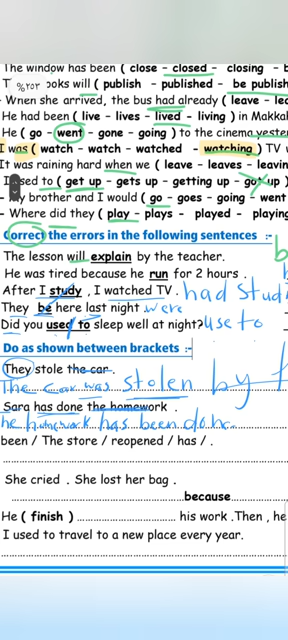 The window has been ( close - closed - closing - b
T %٢٥٢ ooks will ( publish - published - be publish
- When she arrived, the bus had already ( leave - lea
He had been ( live - lives - lived - living ) in Makkah
He ( go - went - gone - going ) to the cinema yester
I was ( watch - watch - watched - watching ) TV w
It was raining hard when we ( leave - leaves - leavin
I used to ( get up - gets up - getting up - got up )
- y brother and I would ( go - goes - going - went
- Where did they ( play - plays - played - playing
Correct the errors in the following sentences :-
The lesson will explain by the teacher. b
He was tired because he run for 2 hours .
After I study , I watched TV . had studi
They be here last night . were
Did you used to sleep well at night? use to
Do as shown between brackets :-
They stole the car .
The car was stolen by t
Sara has done the homework .
he homework has been done
been / The store / reopened / has / .
She cried . She lost her bag .
because
He ( finish ) his work .Then , he
I used to travel to a new place every year.